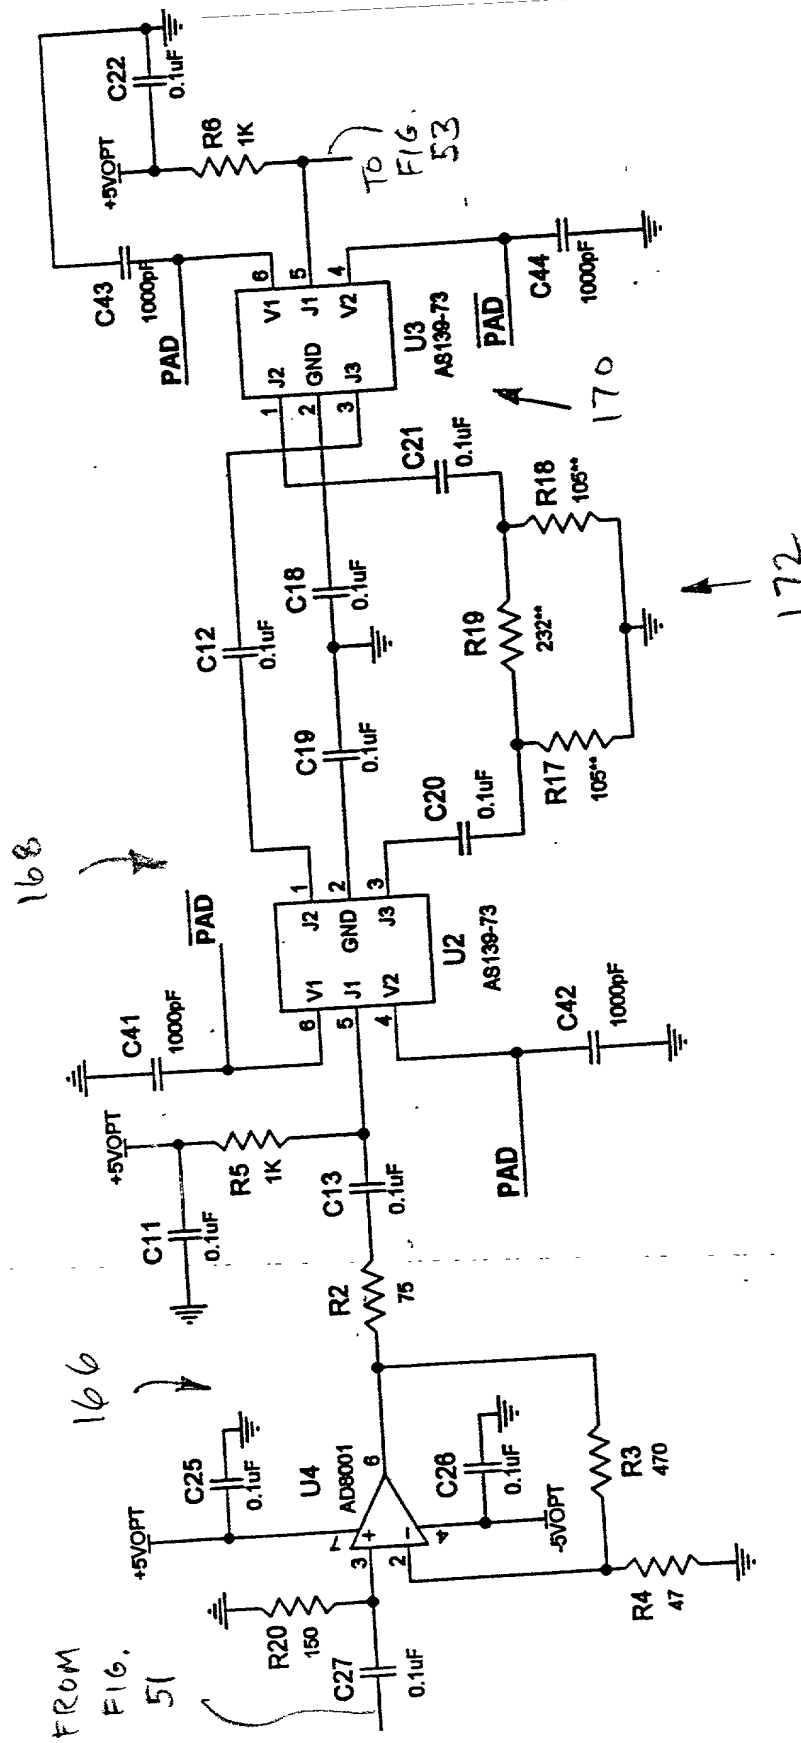 FROM
FIG.
51
C27
0.1uF
R20
150
3
2
+
-
7
4
6
U4
AD8001
+5VOPT
C25
0.1uF
166
C26
0.1uF
-5VOPT
R4
47
R3
470
R2
75
C13
0.1uF
C11
0.1uF
+5VOPT
R5
1K
C41
1000pF
PAD
168
6
5
4
V1
J1
V2
J2
GND
J3
1
2
3
U2
AS139-73
PAD
C42
1000pF
C12
0.1uF
C19
0.1uF
C18
0.1uF
C20
0.1uF
R17
105**
R19
232**
R18
105**
C21
0.1uF
172
170
1
2
3
J2
GND
J3
V1
J1
V2
6
5
4
U3
AS139-73
PAD
C43
1000pF
PAD
C44
1000pF
+5VOPT
C22
0.1uF
R6
1K
TO
FIG.
53